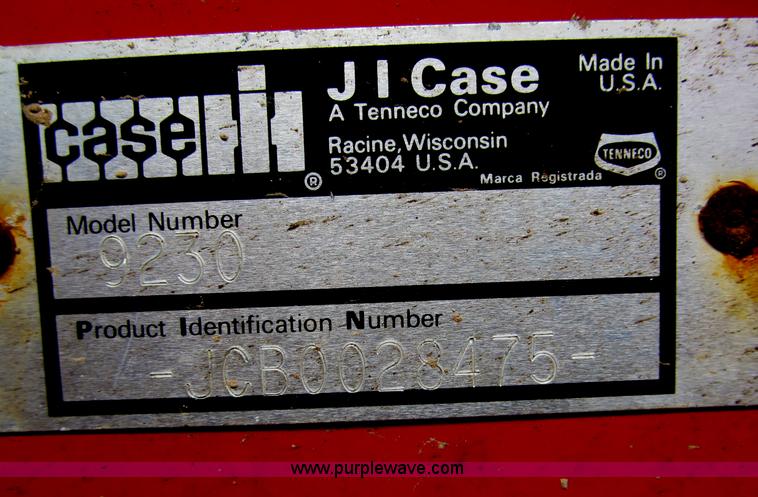 case ih
®
J I Case
A Tenneco Company
Racine, Wisconsin
53404 U.S.A.
Made In
U.S.A.
TENNECO
®
Marca Registrada
Model Number
9230
Product Identification Number
-JCB0028475-
www.purplewave.com